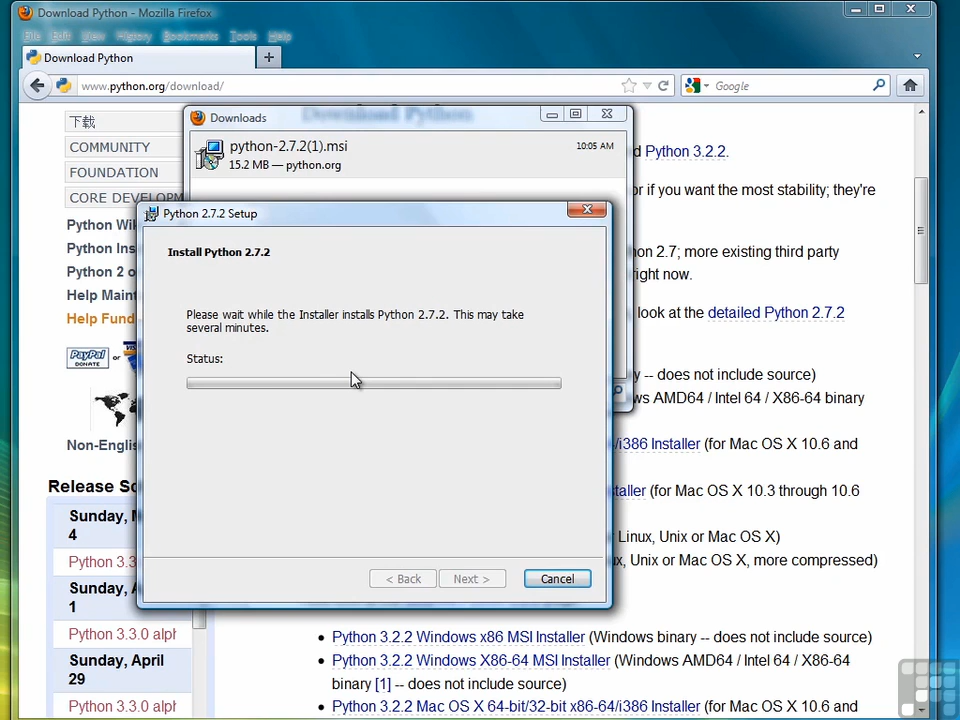 Download Python - Mozilla Firefox
File Edit View History Bookmarks Tools Help
Download Python
www.python.org/download/
Google
下载
COMMUNITY
FOUNDATION
CORE DEVELOPM
Python Wi
Python Ins
Python 2 o
Help Maint
Help Fund
PayPal
DONATE
or
Non-Englis
Release Sc
Sunday, M
4
Python 3.3
Sunday, A
1
Python 3.3.0 alph
Sunday, April
29
Python 3.3.0 alph
Download Python
Downloads
python-2.7.2(1).msi
10:05 AM
15.2 MB — python.org
Python 2.7.2 Setup
Install Python 2.7.2
Please wait while the Installer installs Python 2.7.2. This may take
several minutes.
Status:
< Back
Next >
Cancel
d Python 3.2.2.
or if you want the most stability; they're
hon 2.7; more existing third party
right now.
look at the detailed Python 2.7.2
ry -- does not include source)
ws AMD64 / Intel 64 / X86-64 binary
/i386 Installer (for Mac OS X 10.6 and
taller (for Mac OS X 10.3 through 10.6
Linux, Unix or Mac OS X)
ux, Unix or Mac OS X, more compressed)
Python 3.2.2 Windows x86 MSI Installer (Windows binary -- does not include source)
Python 3.2.2 Windows X86-64 MSI Installer (Windows AMD64 / Intel 64 / X86-64
binary [1] -- does not include source)
Python 3.2.2 Mac OS X 64-bit/32-bit x86-64/i386 Installer (for Mac OS X 10.6 and